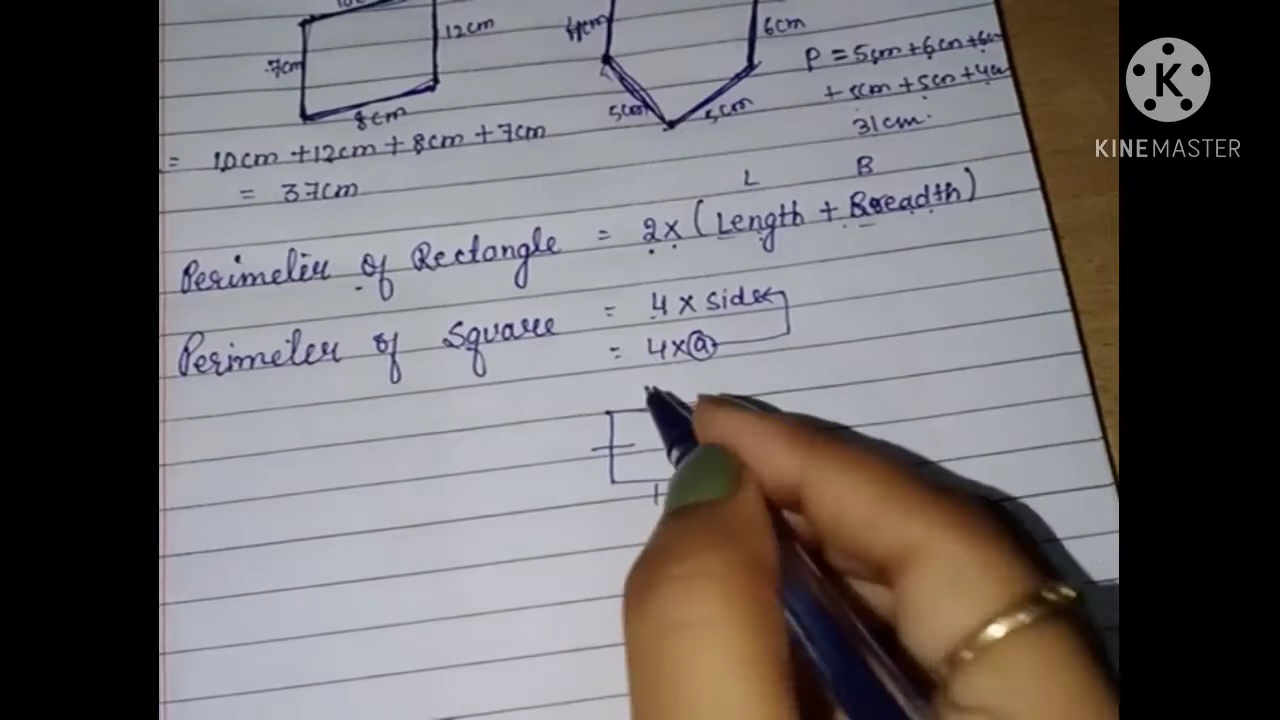 12cm
6cm
7cm
P = 5cm + 6cm + 6cm
8cm
5cm
5cm
+ 5cm + 5cm + 4cm
31cm.
= 10cm + 12cm + 8cm + 7cm
= 37cm
L B
Perimeter of Rectangle = 2 × (Length + Breadth)
Perimeter of Square = 4 × side
= 4 × a
K
KINEMASTER